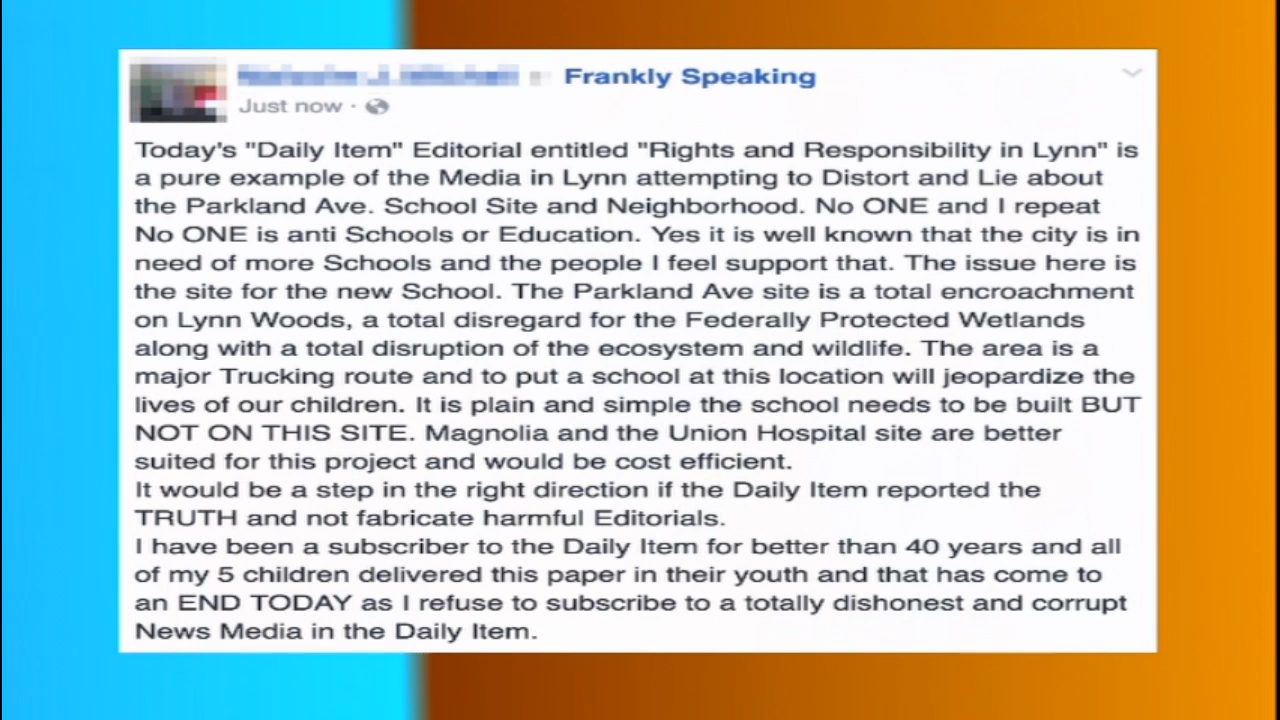 Frankly Speaking
Just now ·
Today's "Daily Item" Editorial entitled "Rights and Responsibility in Lynn" is
a pure example of the Media in Lynn attempting to Distort and Lie about
the Parkland Ave. School Site and Neighborhood. No ONE and I repeat
No ONE is anti Schools or Education. Yes it is well known that the city is in
need of more Schools and the people I feel support that. The issue here is
the site for the new School. The Parkland Ave site is a total encroachment
on Lynn Woods, a total disregard for the Federally Protected Wetlands
along with a total disruption of the ecosystem and wildlife. The area is a
major Trucking route and to put a school at this location will jeopardize the
lives of our children. It is plain and simple the school needs to be built BUT
NOT ON THIS SITE. Magnolia and the Union Hospital site are better
suited for this project and would be cost efficient.
It would be a step in the right direction if the Daily Item reported the
TRUTH and not fabricate harmful Editorials.
I have been a subscriber to the Daily Item for better than 40 years and all
of my 5 children delivered this paper in their youth and that has come to
an END TODAY as I refuse to subscribe to a totally dishonest and corrupt
News Media in the Daily Item.